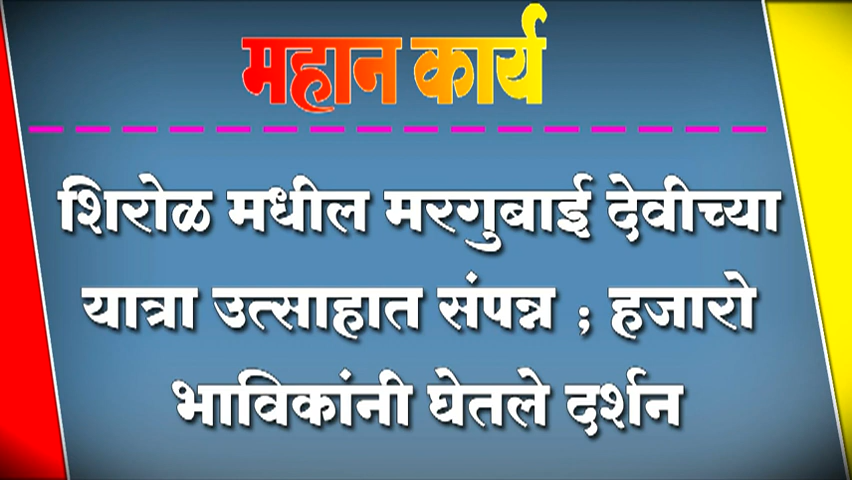 महान कार्य
शिरोळ मधील मरगुबाई देवीच्या
यात्रा उत्साहात संपन्न ; हजारो
भाविकांनी घेतले दर्शन